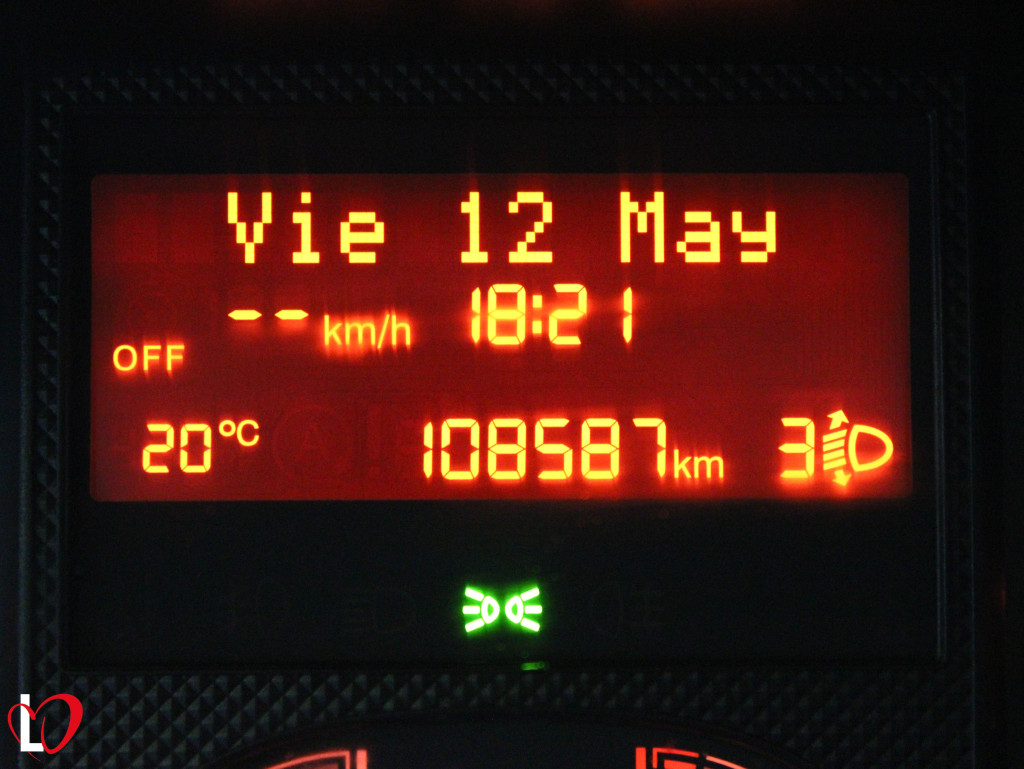 Vie 12 May
-- km/h 18:21
OFF
20°C 108587km 3
L